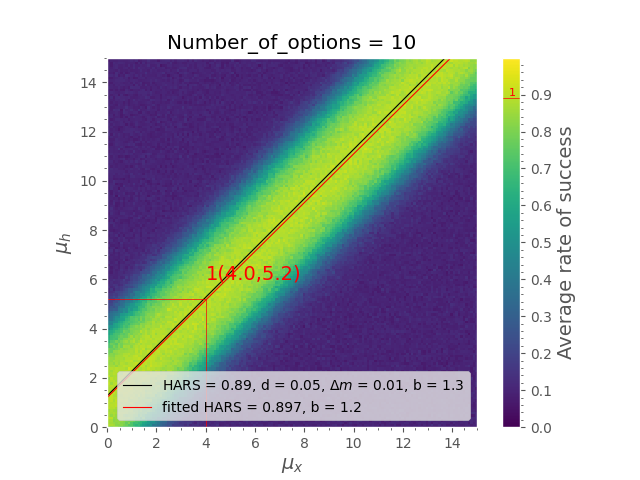 Number_of_options = 10
14
12
10
8
6
4
2
0
μh
1(4.0,5.2)
HARS = 0.89, d = 0.05, Δm = 0.01, b = 1.3
fitted HARS = 0.897, b = 1.2
0 2 4 6 8 10 12 14
μx
1
0.9
0.8
0.7
0.6
0.5
0.4
0.3
0.2
0.1
0.0
Average rate of success